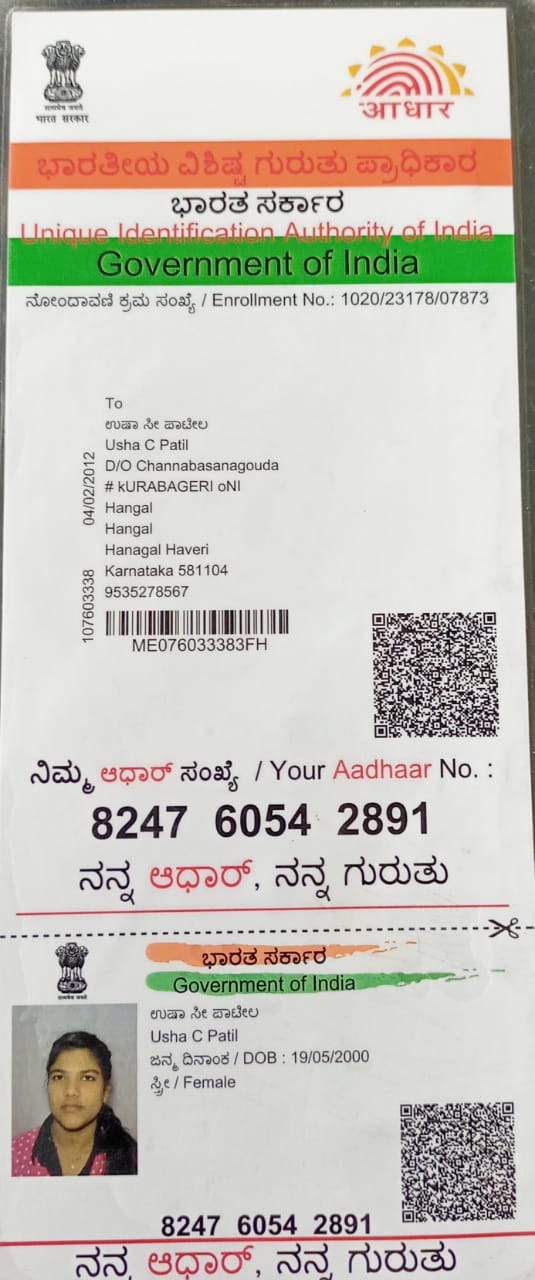 सत्यमेव जयते
भारत सरकार
आधार
ಭಾರತೀಯ ವಿಶಿಷ್ಟ ಗುರುತು ಪ್ರಾಧಿಕಾರ
ಭಾರತ ಸರ್ಕಾರ
Unique Identification Authority of India
Government of India
ನೋಂದಾವಣಿ ಕ್ರಮ ಸಂಖ್ಯೆ / Enrollment No.: 1020/23178/07873
To
ಉಷಾ ಸೀ ಪಾಟೀಲ
Usha C Patil
D/O Channabasanagouda
# kURABAGERI oNI
Hangal
Hangal
Hanagal Haveri
Karnataka 581104
9535278567
107603338 04/02/2012
ME076033383FH
ನಿಮ್ಮ ಆಧಾರ್ ಸಂಖ್ಯೆ / Your Aadhaar No. :
8247 6054 2891
ನನ್ನ ಆಧಾರ್, ನನ್ನ ಗುರುತು
ಭಾರತ ಸರ್ಕಾರ
Government of India
सत्यमेव जयते
ಉಷಾ ಸೀ ಪಾಟೀಲ
Usha C Patil
ಜನ್ಮ ದಿನಾಂಕ / DOB : 19/05/2000
ಸ್ತ್ರೀ / Female
8247 6054 2891
ನನ್ನ ಆಧಾರ್, ನನ್ನ ಗುರುತು